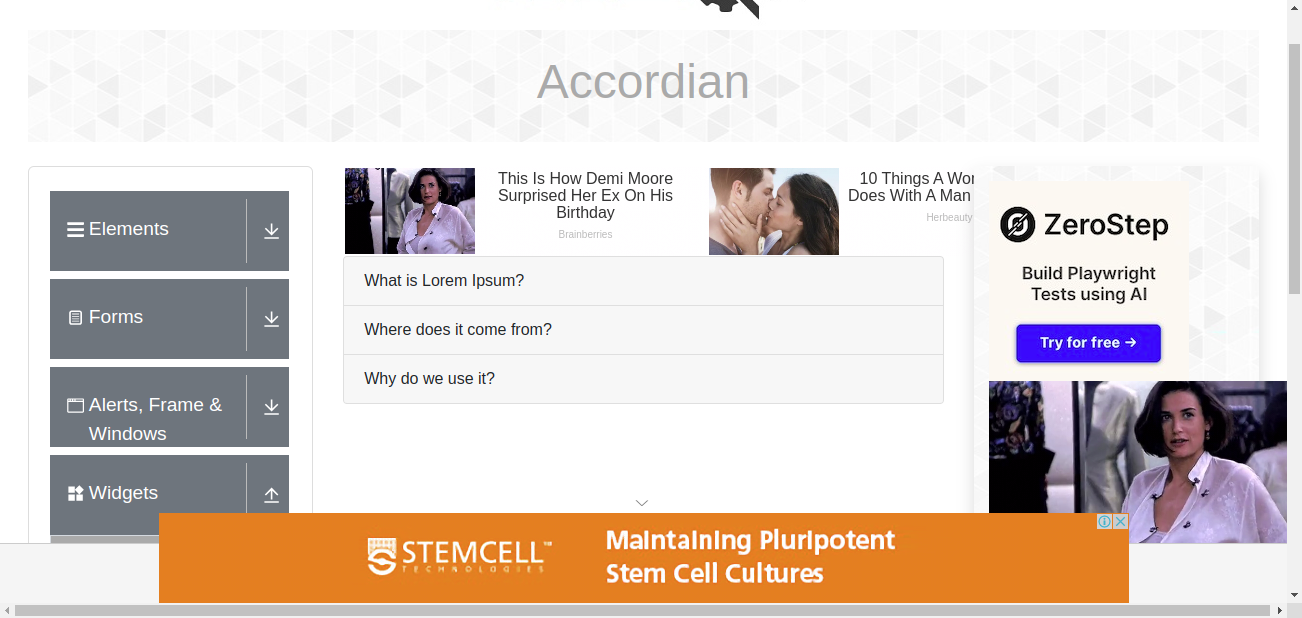 Accordian
Elements
Forms
Alerts, Frame &
Windows
Widgets
This Is How Demi Moore
Surprised Her Ex On His
Birthday
Brainberries
10 Things A Wo
Does With A Man
Herbeauty
What is Lorem Ipsum?
Where does it come from?
Why do we use it?
ZeroStep
Build Playwright
Tests using AI
Try for free →
STEMCELL™
TECHNOLOGIES
Maintaining Pluripotent
Stem Cell Cultures